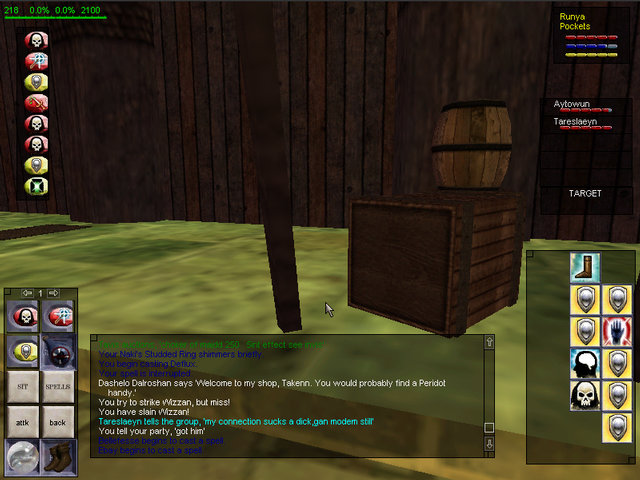 218 0.0% 0.0% 2100
Runya
Pockets
Aytowun
Tareslaeyn
TARGET
1
SIT SPELLS
attk back
Your Naki's Studded Ring shimmers briefly.
You begin casting Deflux.
Your spell is interrupted.
Dashelo Dalroshan says 'Welcome to my shop, Takenn. You would probably find a Peridot
handy.'
You try to strike Wizzan, but miss!
You have slain Wizzan!
Tareslaeyn tells the group, 'my connection sucks a dick,gan modem still'
You tell your party, 'got him'
Belletesse begins to cast a spell.
Ebay begins to cast a spell.